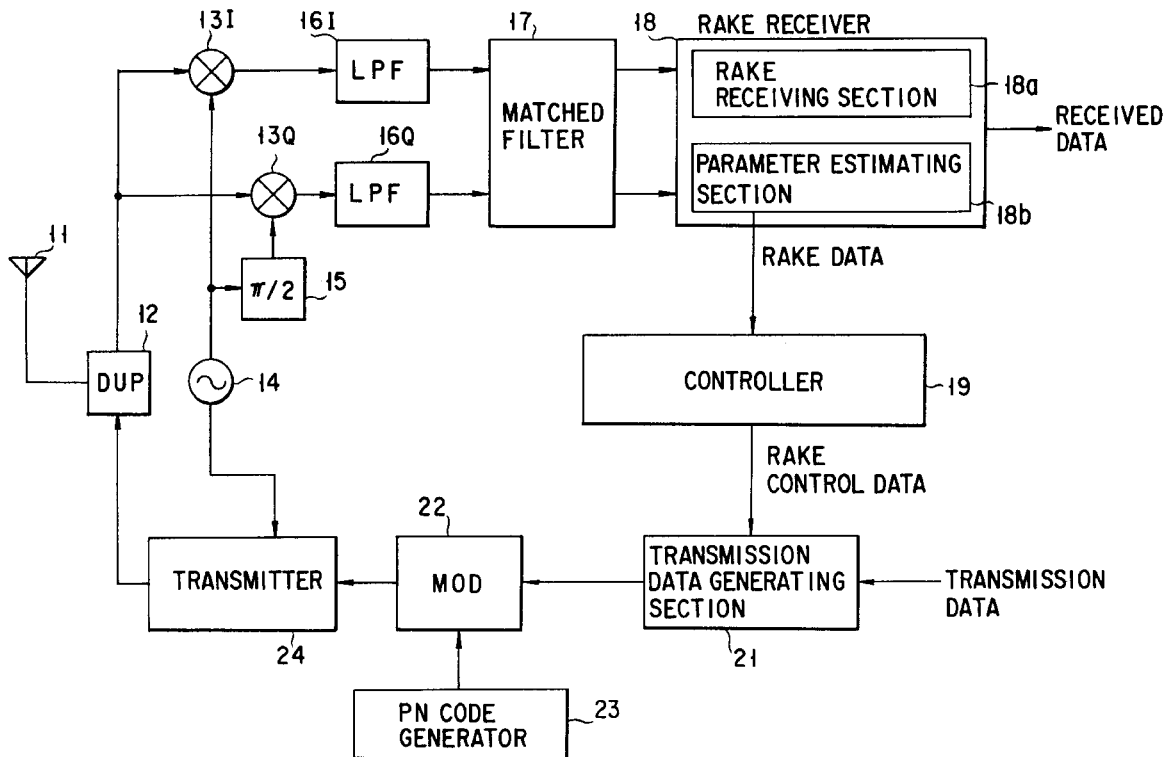 13I
16I
17
18
RAKE RECEIVER
LPF
RAKE
RECEIVING SECTION
18a
MATCHED
FILTER
RECEIVED
DATA
13Q
16Q
LPF
PARAMETER ESTIMATING
SECTION
18b
11
π/2
15
RAKE DATA
12
DUP
14
CONTROLLER
19
RAKE
CONTROL DATA
22
TRANSMITTER
MOD
TRANSMISSION
DATA GENERATING
SECTION
TRANSMISSION
DATA
24
21
PN CODE
GENERATOR
23